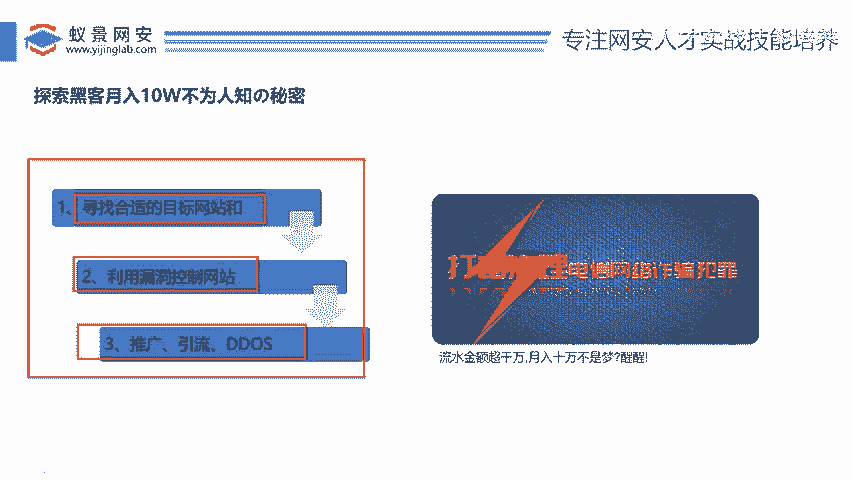 蚁景网安
www.yijinglab.com
专注网安人才实战技能培养
探索黑客月入10W不为人知の秘密
1、寻找合适的目标网站和
2、利用漏洞控制网站
3、推广、引流、DDOS
打 电信网络诈骗犯罪
流水金额超千万,月入十万不是梦?醒醒!